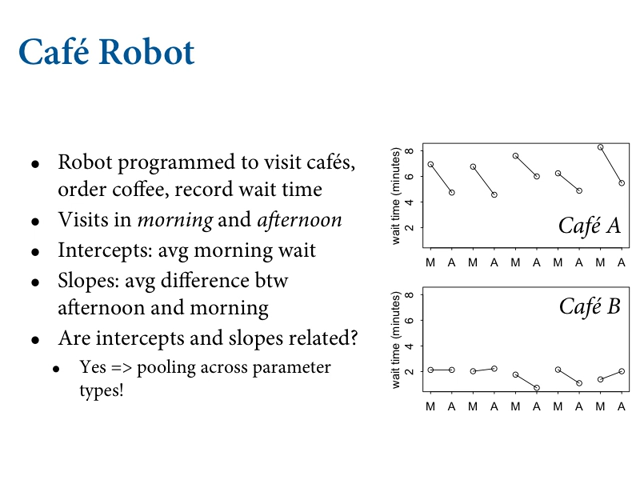 Café Robot
• Robot programmed to visit cafés,
order coffee, record wait time
• Visits in morning and afternoon
• Intercepts: avg morning wait
• Slopes: avg difference btw
afternoon and morning
• Are intercepts and slopes related?
• Yes => pooling across parameter
types!
wait time (minutes)
8
6
4
2
Café A
M A M A M A M A M A
wait time (minutes)
8
6
4
2
Café B
M A M A M A M A M A